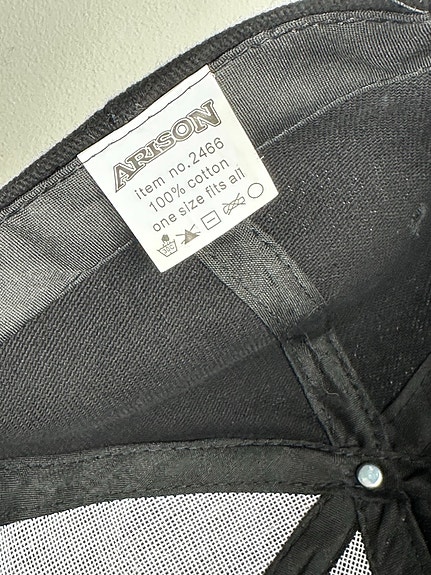 ARISON
item no.2466
100% cotton
one size fits all